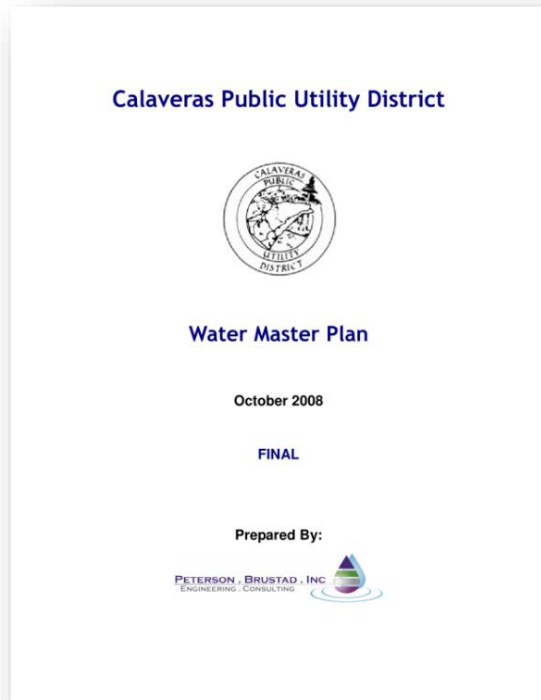 Calaveras Public Utility District
CALAVERAS
PUBLIC
UTILITY
DISTRICT
Water Master Plan
October 2008
FINAL
Prepared By:
PETERSON . BRUSTAD . INC
ENGINEERING . CONSULTING